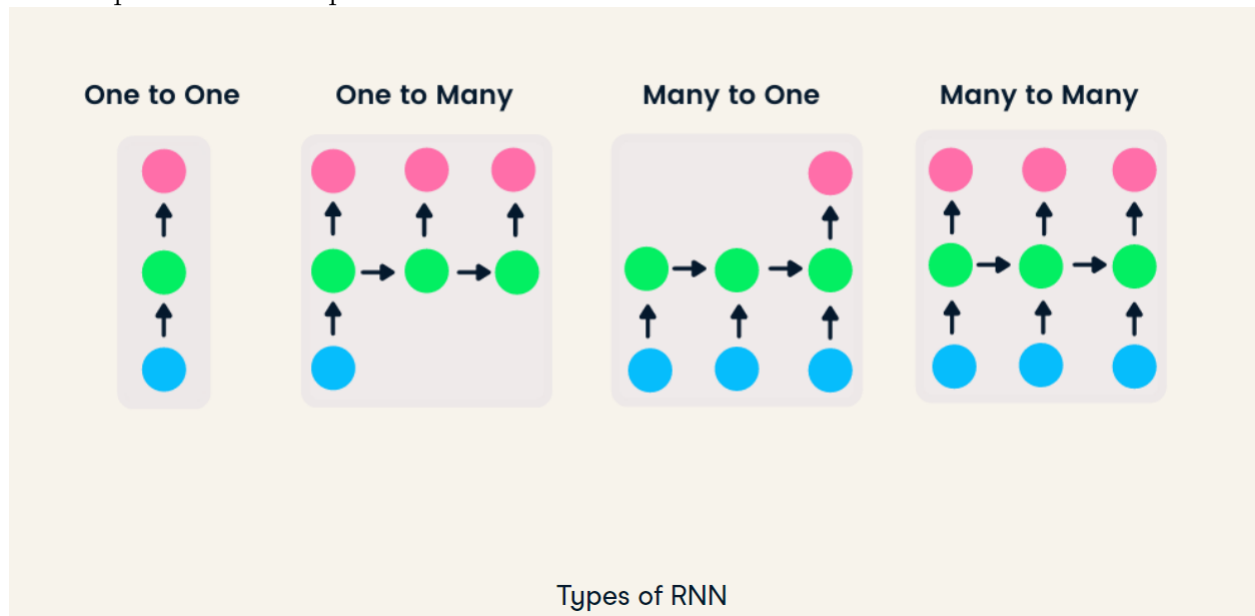 One to One
One to Many
Many to One
Many to Many
Types of RNN